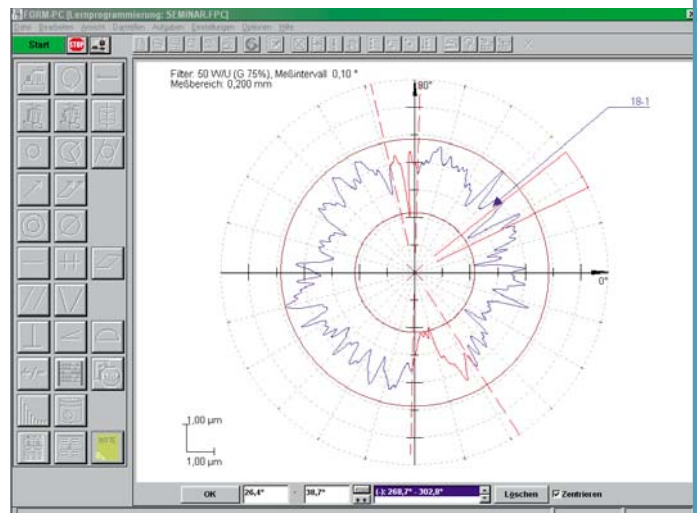 FORM-PC [Lernprogrammierung: SEMINAR.FPC]
Datei Bearbeiten Ansicht Darstellen Aufgaben Einstellungen Optionen Hilfe
Start STOP
Filter: 50 W/U (G 75%), Meßintervall 0,10 °
Meßbereich: 0,200 mm
90°
18-1
0°
1,00 µm
1,00 µm
OK 26,4° - 38,7° (-): 268,7° - 302,8° Löschen Zentrieren